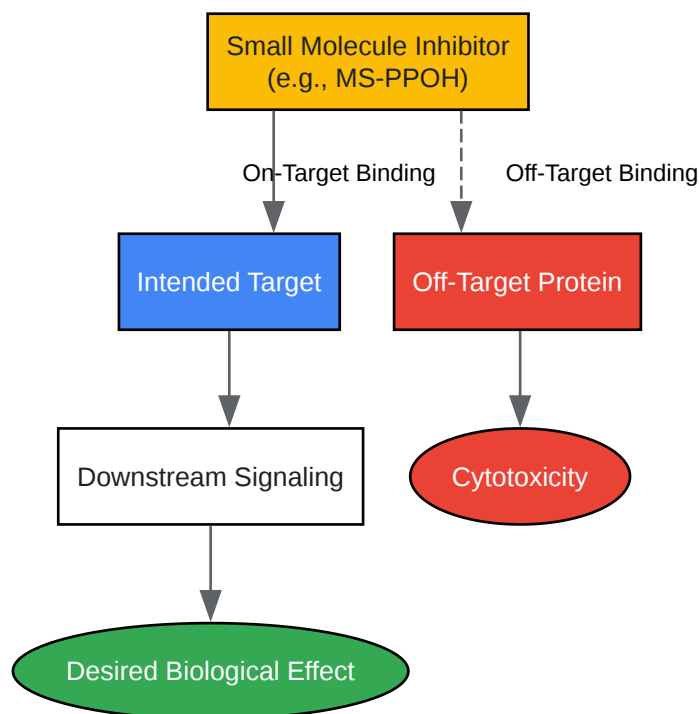 Small Molecule Inhibitor
(e.g., MS-PPOH)
On-Target Binding
Off-Target Binding
Intended Target
Off-Target Protein
Downstream Signaling
Cytotoxicity
Desired Biological Effect